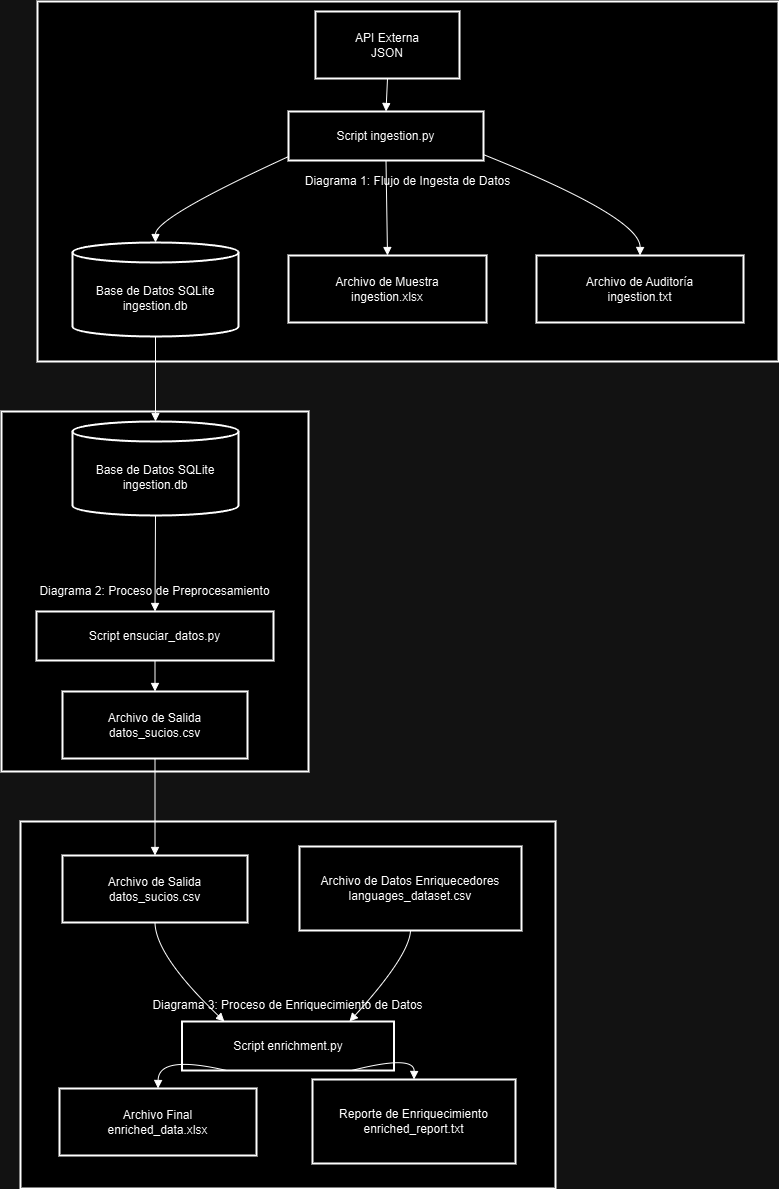 API Externa
JSON
Script ingestion.py
Diagrama 1: Flujo de Ingesta de Datos
Base de Datos SQLite
ingestion.db
Archivo de Muestra
ingestion.xlsx
Archivo de Auditoría
ingestion.txt
Base de Datos SQLite
ingestion.db
Diagrama 2: Proceso de Preprocesamiento
Script ensuciar_datos.py
Archivo de Salida
datos_sucios.csv
Archivo de Salida
datos_sucios.csv
Archivo de Datos Enriquecedores
languages_dataset.csv
Diagrama 3: Proceso de Enriquecimiento de Datos
Script enrichment.py
Archivo Final
enriched_data.xlsx
Reporte de Enriquecimiento
enriched_report.txt